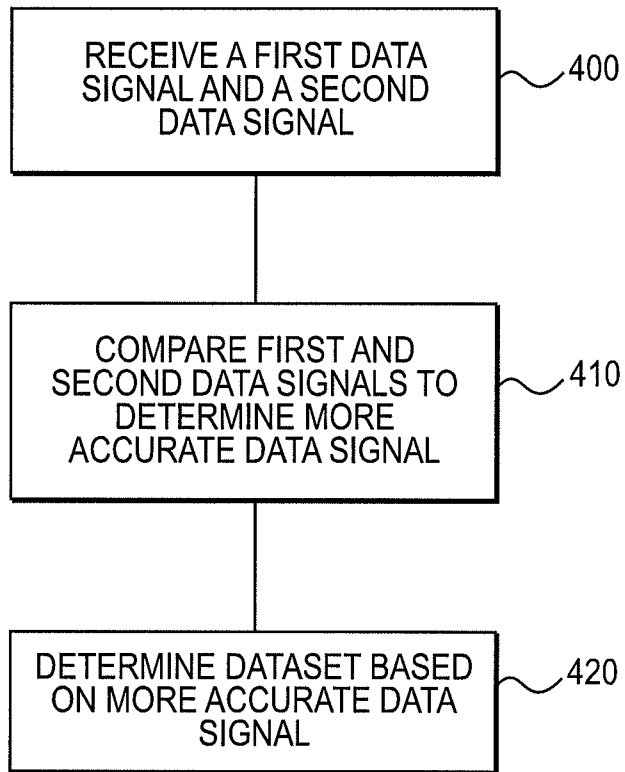 RECEIVE A FIRST DATA
SIGNAL AND A SECOND
DATA SIGNAL
400
COMPARE FIRST AND
SECOND DATA SIGNALS TO
DETERMINE MORE
ACCURATE DATA SIGNAL
410
DETERMINE DATASET BASED
ON MORE ACCURATE DATA
SIGNAL
420